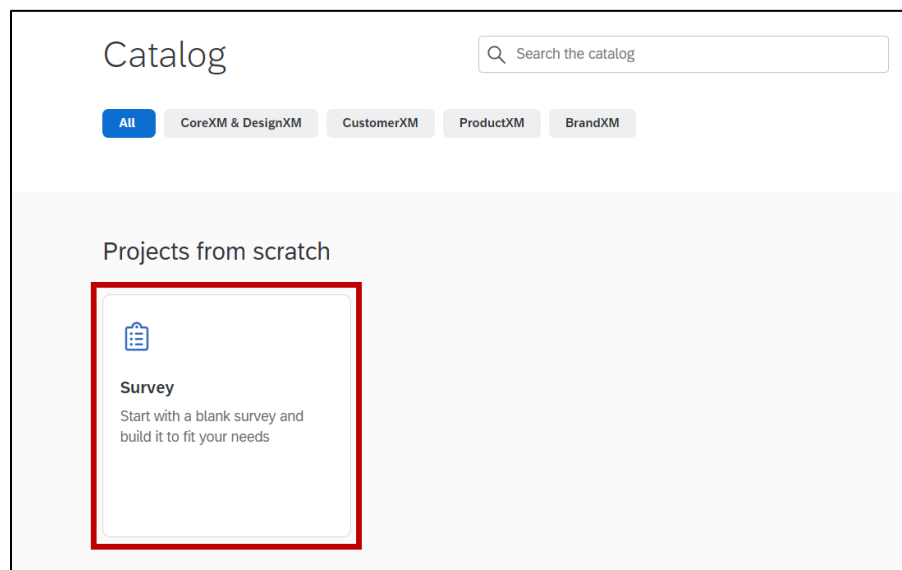 Catalog
Search the catalog
All
CoreXM & DesignXM
CustomerXM
ProductXM
BrandXM
Projects from scratch
Survey
Start with a blank survey and
build it to fit your needs